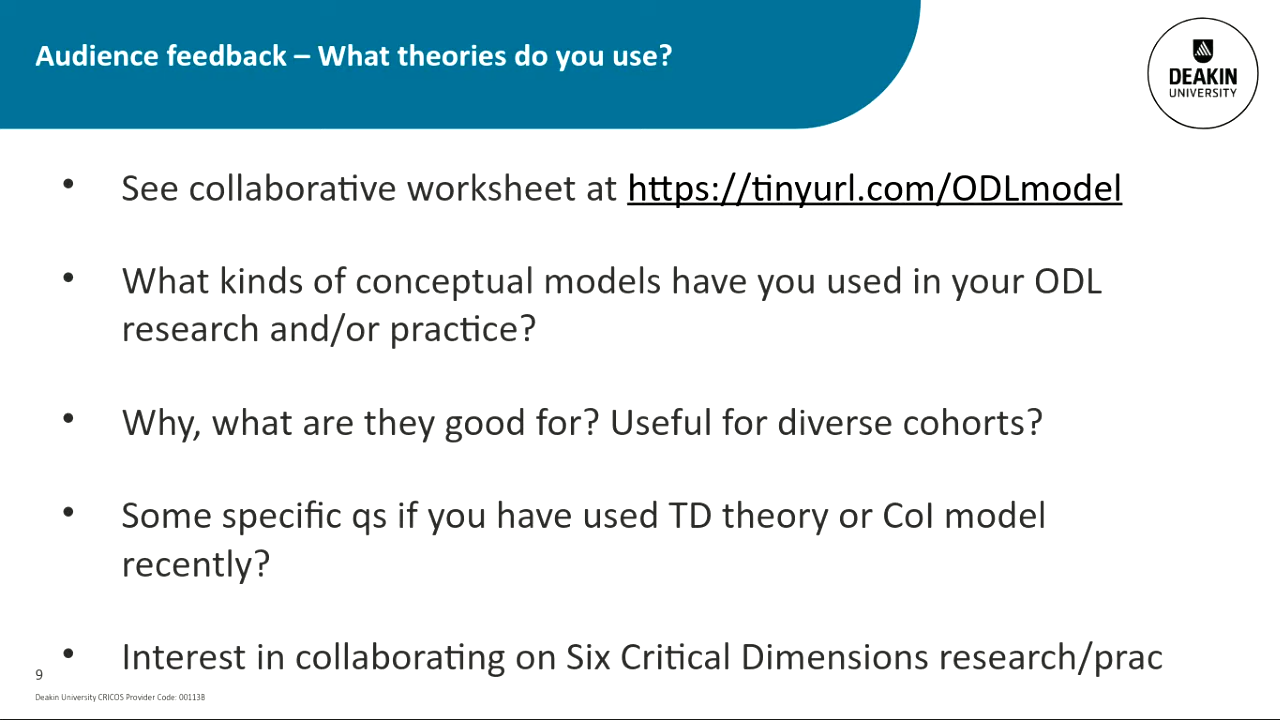 Audience feedback – What theories do you use?
DEAKIN
UNIVERSITY
• See collaborative worksheet at https://tinyurl.com/ODLmodel
• What kinds of conceptual models have you used in your ODL
research and/or practice?
• Why, what are they good for? Useful for diverse cohorts?
• Some specific qs if you have used TD theory or CoI model
recently?
• Interest in collaborating on Six Critical Dimensions research/prac
9
Deakin University CRICOS Provider Code: 00113B